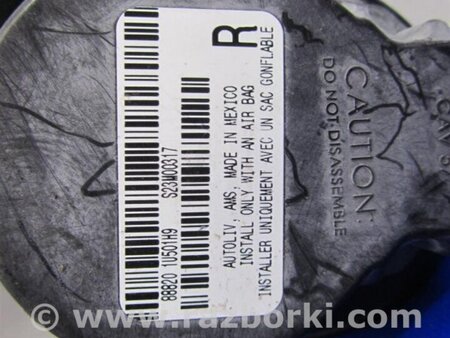 R
S23W00317
88820 1U501H9
AUTOLIV, AMS, MADE IN MEXICO
INSTALL ONLY WITH AN AIR BAG
INSTALLER UNIQUEMENT AVEC UN SAC GONFLABLE
CAUTION:
DO NOT DISASSEMBLE
© www.razborki.com